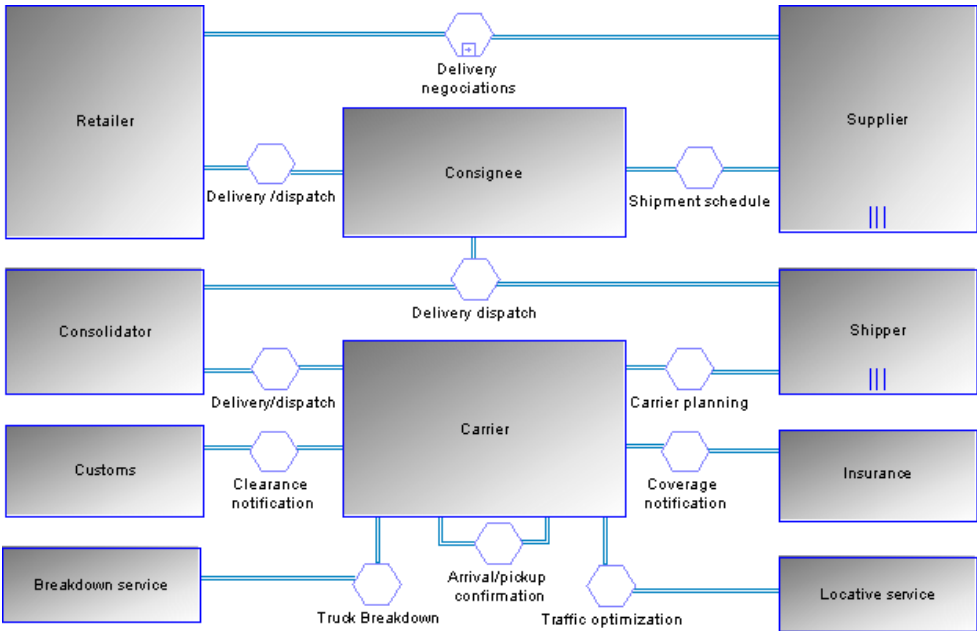 Delivery
negociations
Retailer
Supplier
Consignee
Delivery /dispatch
Shipment schedule
Consolidator
Delivery dispatch
Shipper
Delivery/dispatch
Carrier planning
Carrier
Customs
Clearance
notification
Coverage
notification
Insurance
Breakdown service
Arrival/pickup
confirmation
Locative service
Truck Breakdown
Traffic optimization